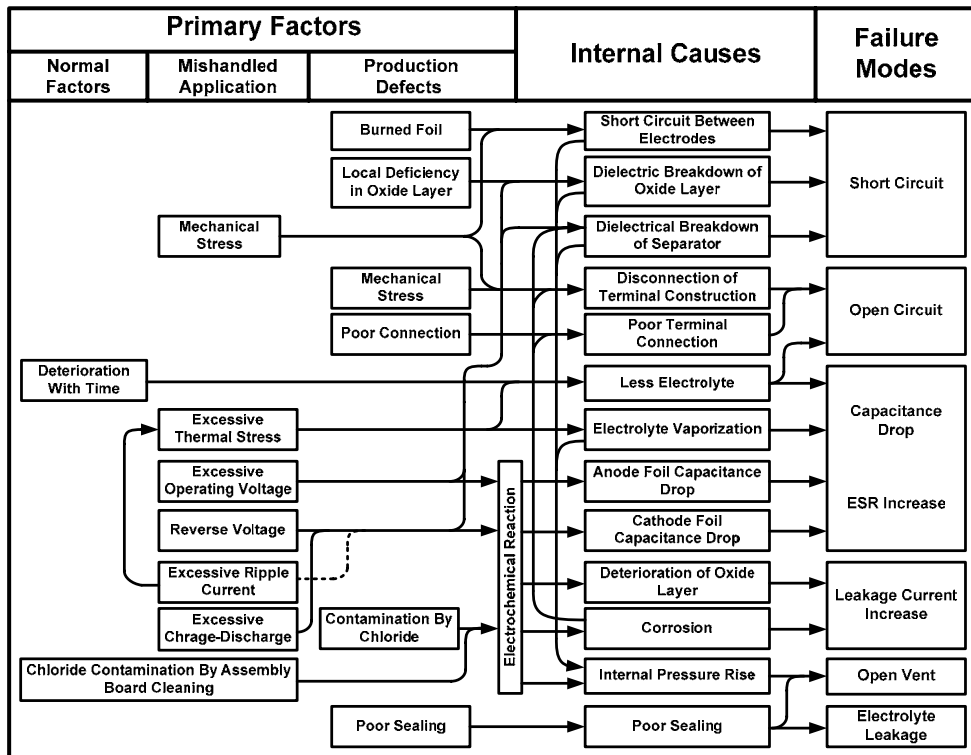 Primary Factors
Internal Causes
Failure
Modes
Normal
Factors
Mishandled
Application
Production
Defects
Burned Foil
Short Circuit Between
Electrodes
Short Circuit
Local Deficiency
in Oxide Layer
Dielectric Breakdown of
Oxide Layer
Mechanical
Stress
Dielectrical Breakdown
of Separator
Mechanical
Stress
Disconnection of
Terminal Construction
Open Circuit
Poor Connection
Poor Terminal
Connection
Deterioration
With Time
Less Electrolyte
Capacitance
Drop
Excessive
Thermal Stress
Electrolyte Vaporization
Excessive
Operating Voltage
Electrochemical Reaction
Anode Foil Capacitance
Drop
ESR Increase
Reverse Voltage
Cathode Foil
Capacitance Drop
Excessive Ripple
Current
Deterioration of Oxide
Layer
Leakage Current
Increase
Excessive
Chrage-Discharge
Contamination By
Chloride
Corrosion
Chloride Contamination By Assembly
Board Cleaning
Internal Pressure Rise
Open Vent
Poor Sealing
Poor Sealing
Electrolyte
Leakage